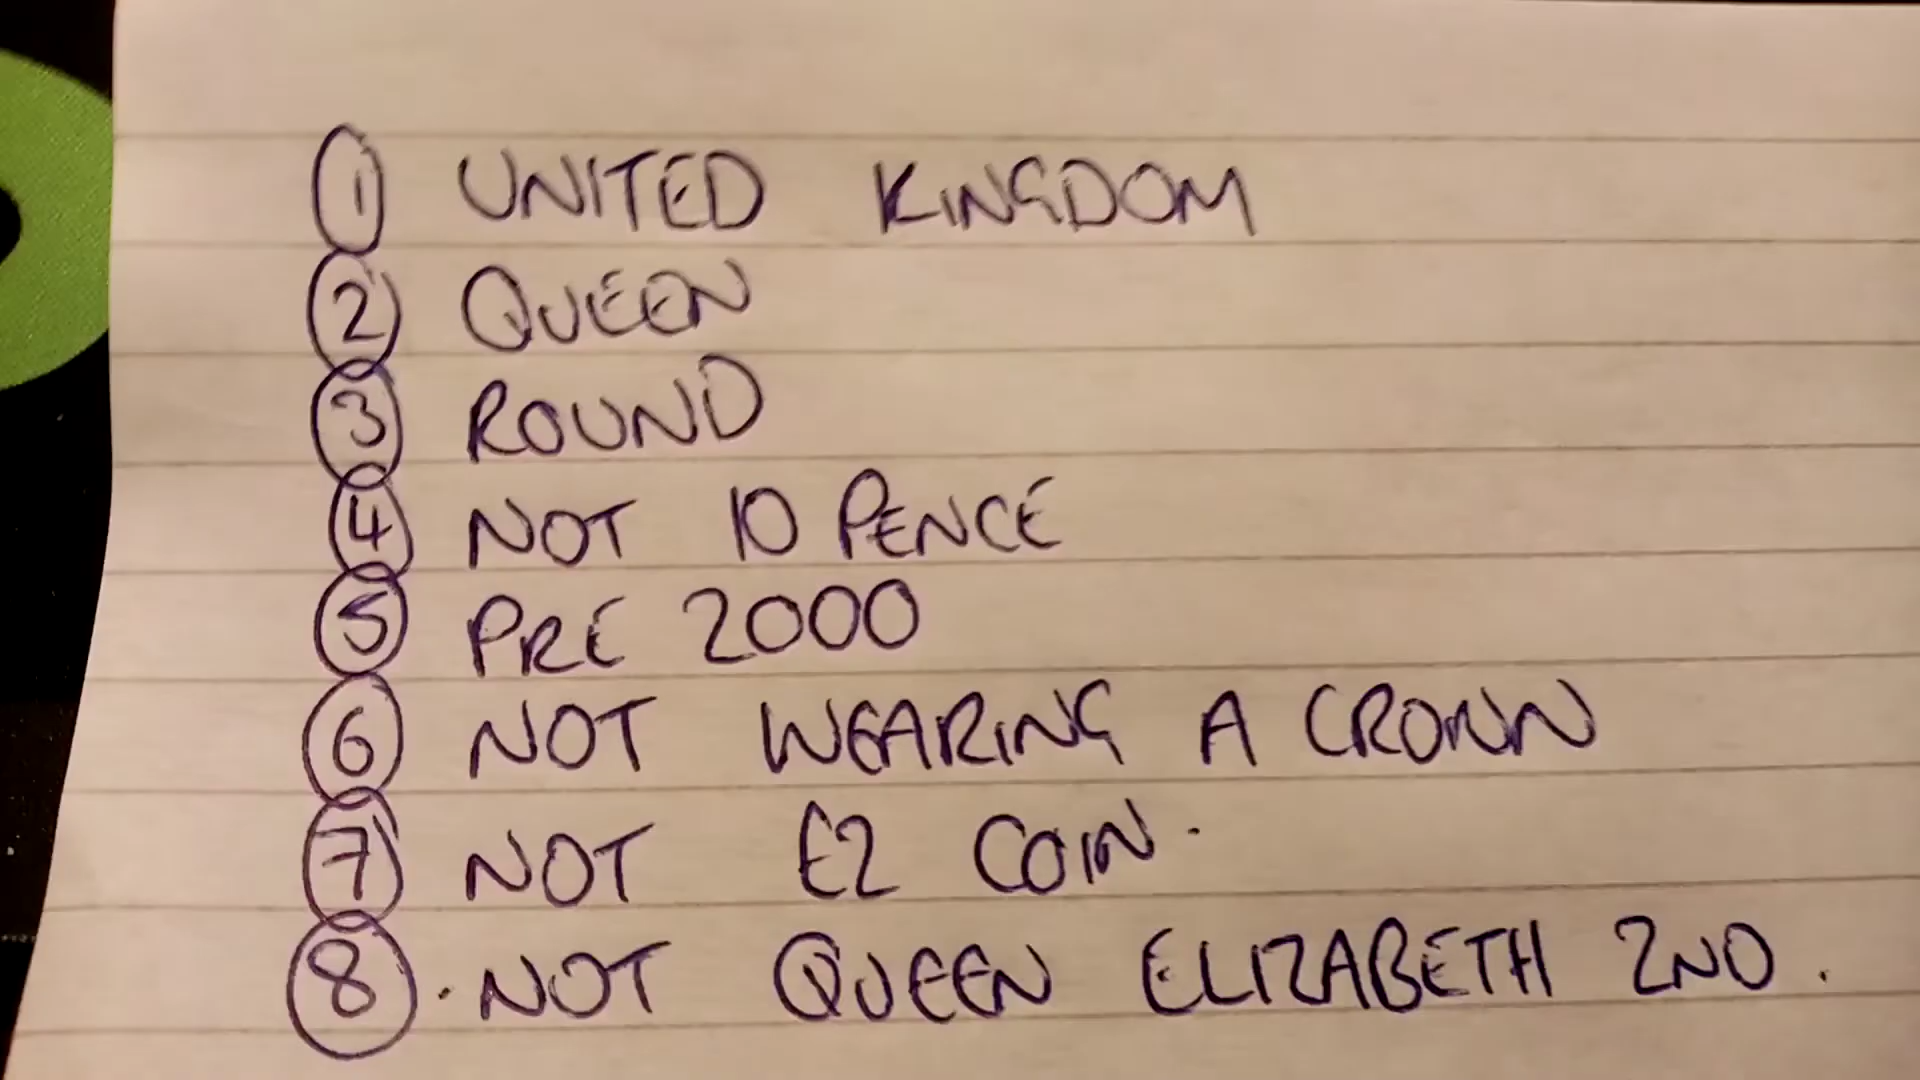 1 UNITED KINGDOM
2 QUEEN
3 ROUND
4 NOT 10 PENCE
5 PRE 2000
6 NOT WEARING A CROWN
7 NOT £2 COIN.
8. NOT QUEEN ELIZABETH 2ND.